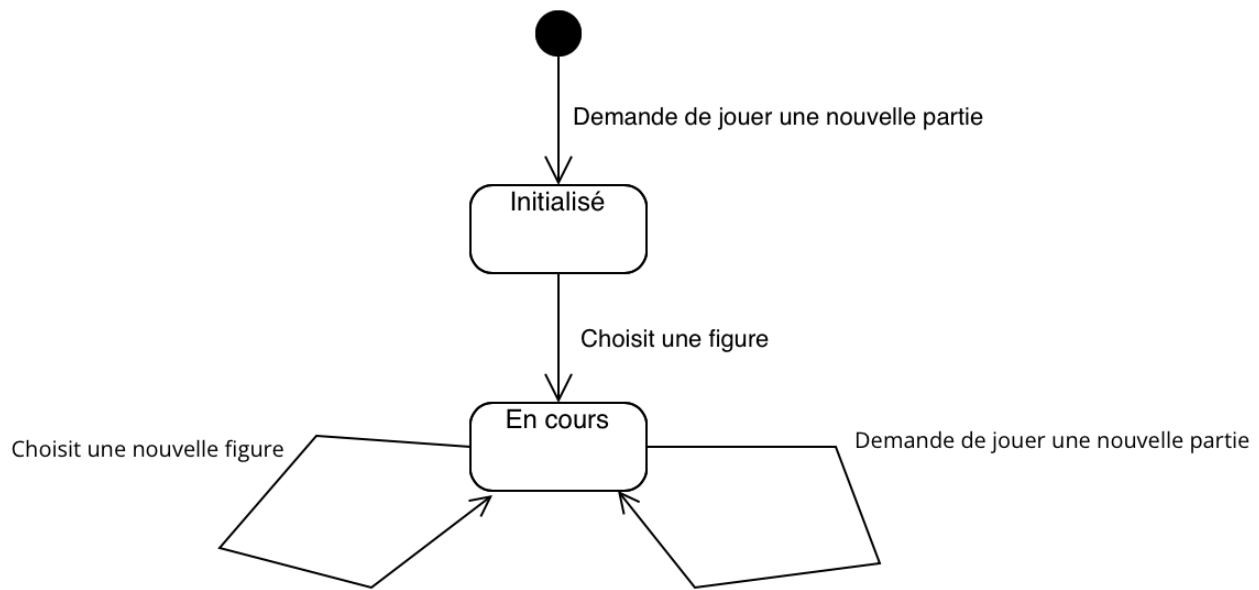 Demande de jouer une nouvelle partie
Initialisé
Choisit une figure
En cours
Choisit une nouvelle figure
Demande de jouer une nouvelle partie